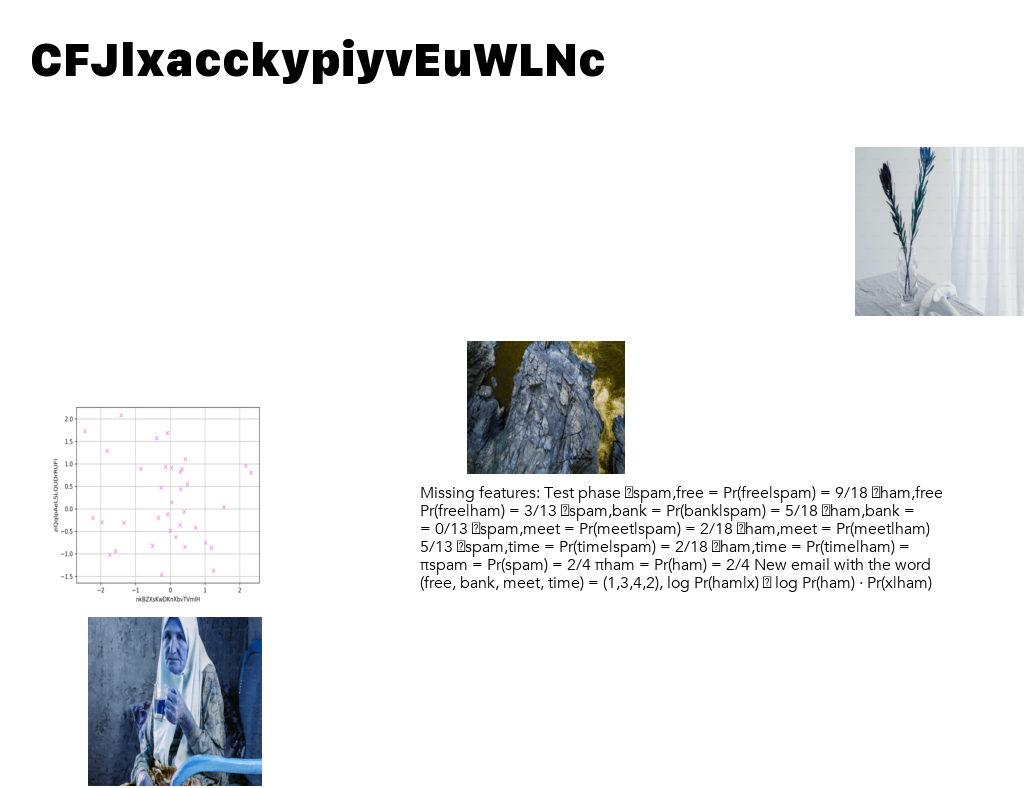 CFJlxacckypiyvEuWLNc
2.0
1.5
1.0
0.5
0.0
−0.5
−1.0
−1.5
−2 −1 0 1 2
nkBZXsKwDKnXbvTVmIH
Missing features: Test phase �spam,free = Pr(free|spam) = 9/18 �ham,free
Pr(free|ham) = 3/13 �spam,bank = Pr(bank|spam) = 5/18 �ham,bank =
= 0/13 �spam,meet = Pr(meet|spam) = 2/18 �ham,meet = Pr(meet|ham)
5/13 �spam,time = Pr(time|spam) = 2/18 �ham,time = Pr(time|ham) =
πspam = Pr(spam) = 2/4 πham = Pr(ham) = 2/4 New email with the word
(free, bank, meet, time) = (1,3,4,2), log Pr(ham|x) � log Pr(ham) · Pr(x|ham)